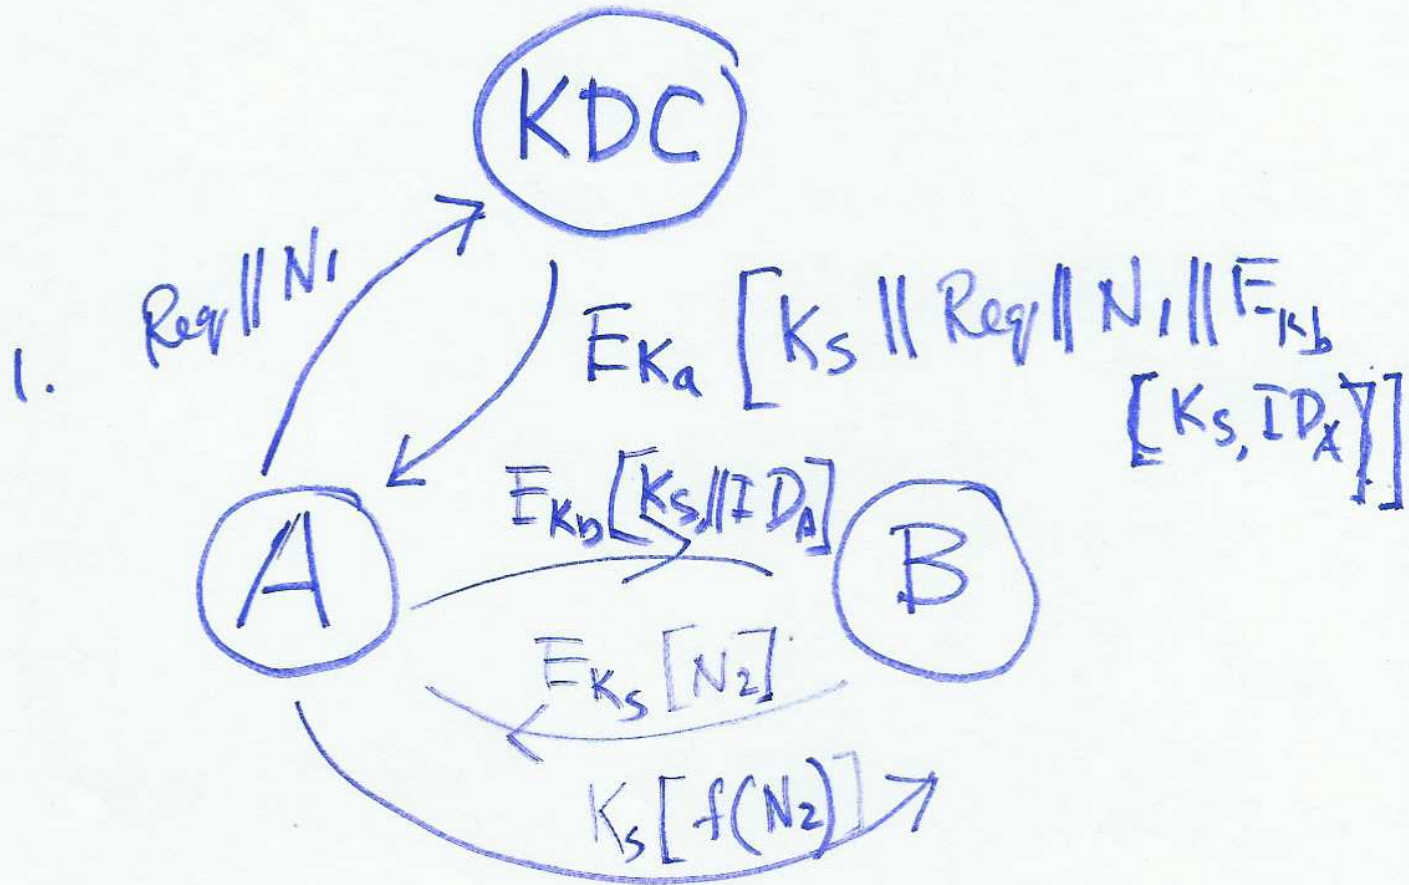 KDC
Req || N1
1.
EKa [Ks || Req || N1 || EKb
[Ks, IDA]]
EKb[Ks, || IDA]
A
B
EKs [N2]
Ks [f(N2)]